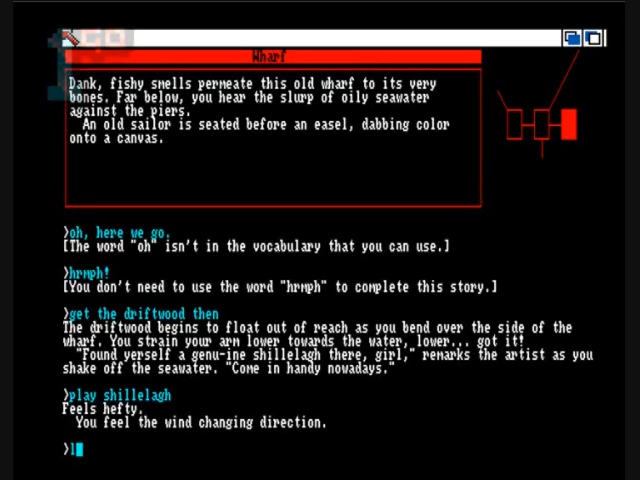 Wharf
Dank, fishy smells permeate this old wharf to its very
bones. Far below, you hear the slurp of oily seawater
against the piers.
An old sailor is seated before an easel, dabbing color
onto a canvas.
>oh, here we go.
[The word "oh" isn't in the vocabulary that you can use.]
>hrmph!
[You don't need to use the word "hrmph" to complete this story.]
>get the driftwood then
The driftwood begins to float out of reach as you bend over the side of the
wharf. You strain your arm lower towards the water, lower... got it!
"Found yerself a genu-ine shillelagh there, girl," remarks the artist as you
shake off the seawater. "Come in handy nowadays."
>play shillelagh
Feels hefty.
You feel the wind changing direction.
>l